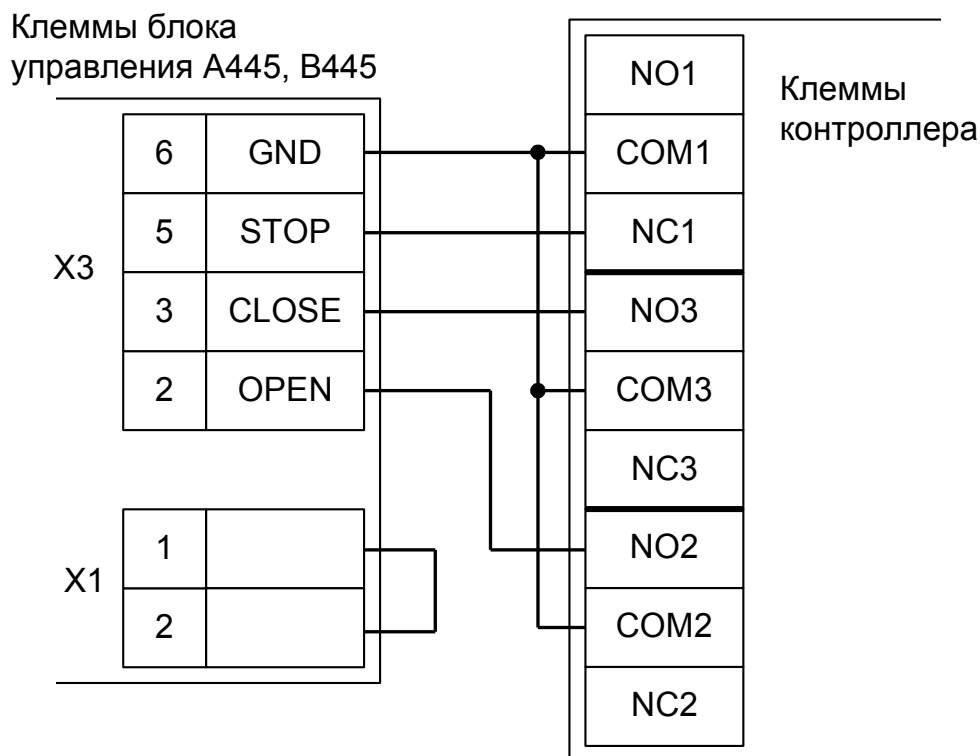 Клеммы блока
управления А445, В445
X3
6 GND
5 STOP
3 CLOSE
2 OPEN
X1
1
2
NO1
COM1
NC1
NO3
COM3
NC3
NO2
COM2
NC2
Клеммы
контроллера